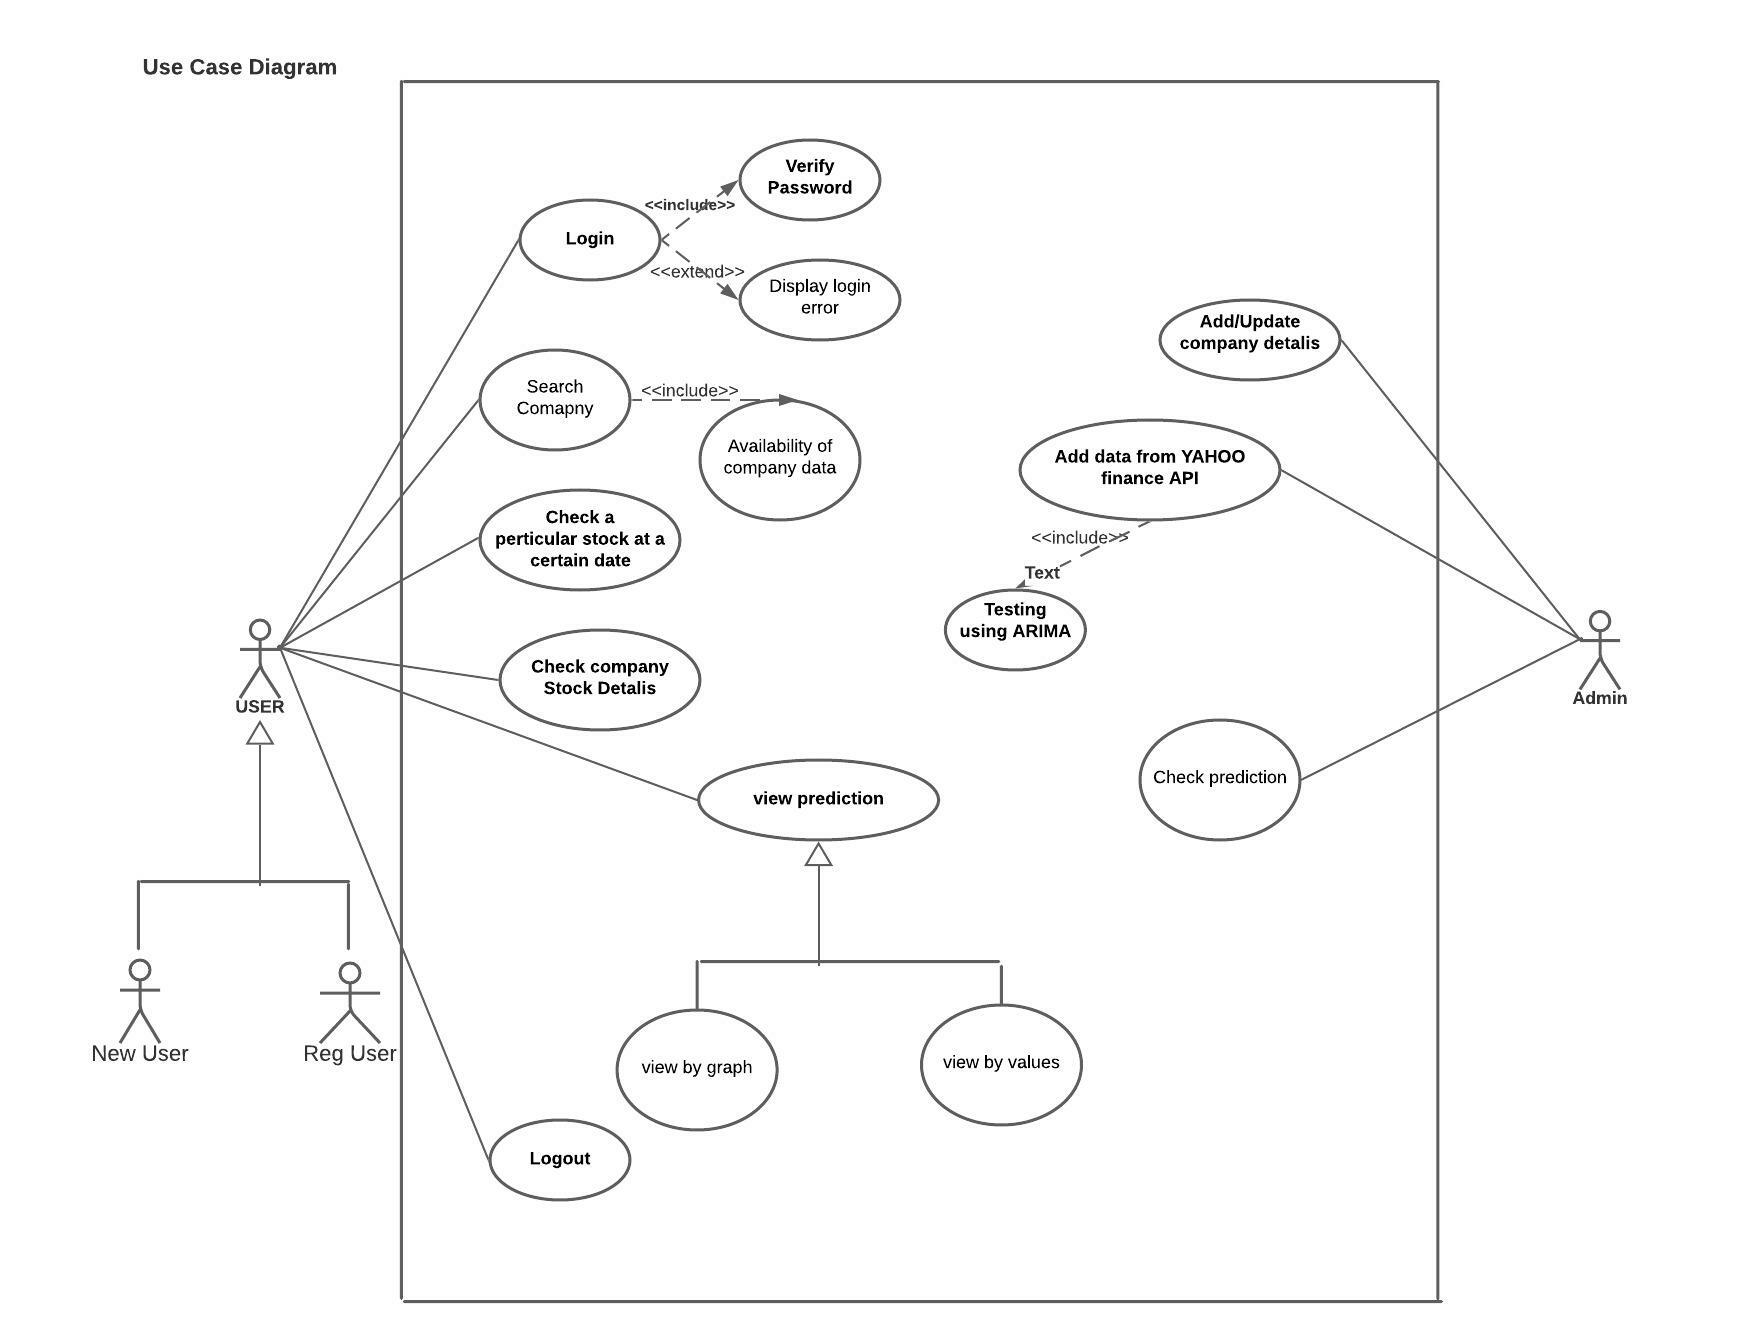 Use Case Diagram
Verify
Password
<<include>>
Login
<<extend>>
Display login
error
Add/Update
company detalis
Search
Comapny
<<include>>
Availability of
company data
Add data from YAHOO
finance API
<<include>>
Text
Testing
using ARIMA
Check a
perticular stock at a
certain date
Check company
Stock Detalis
USER
Admin
Check prediction
view prediction
New User
Reg User
view by graph
view by values
Logout